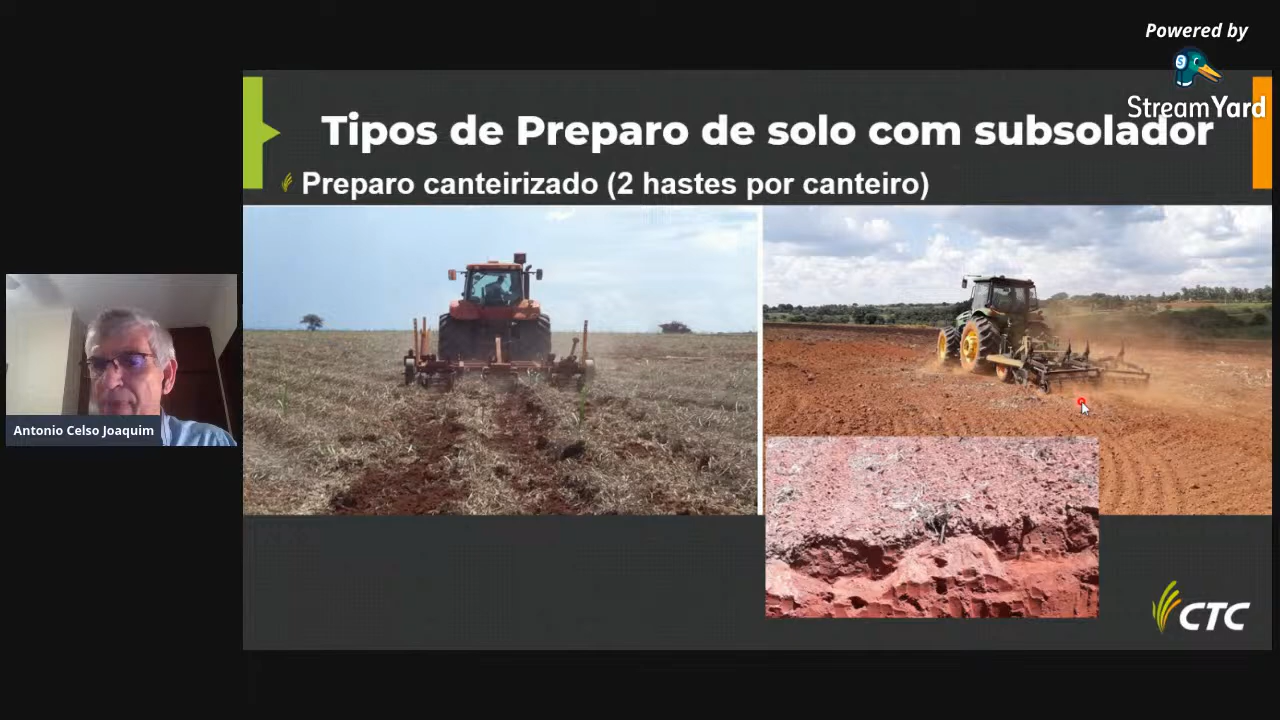 Powered by
StreamYard
Tipos de Preparo de solo com subsolador
Preparo canteirizado (2 hastes por canteiro)
Antonio Celso Joaquim
CTC